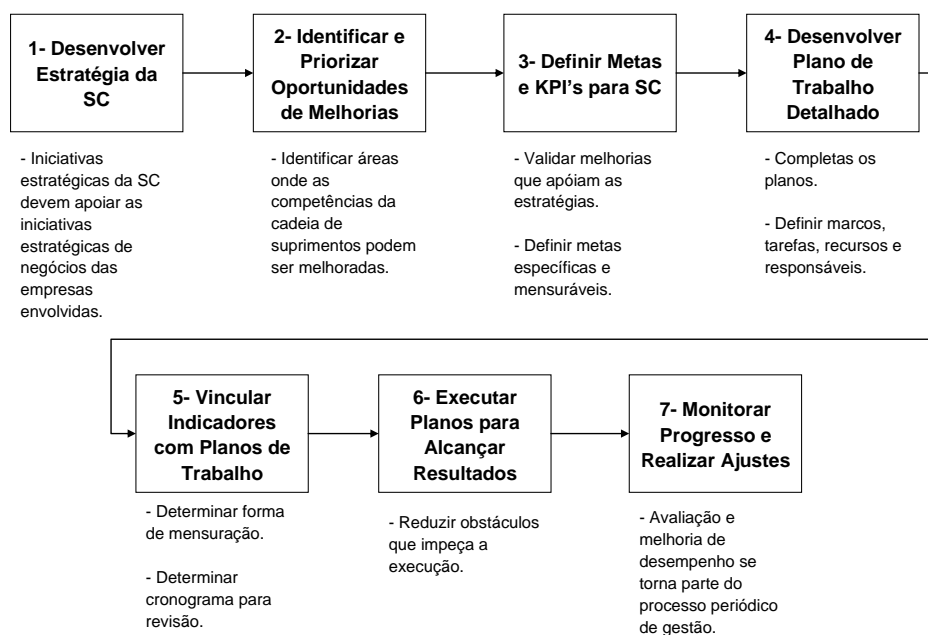 1- Desenvolver
Estratégia da
SC
2- Identificar e
Priorizar
Oportunidades
de Melhorias
3- Definir Metas
e KPI's para SC
4- Desenvolver
Plano de
Trabalho
Detalhado
- Iniciativas
estratégicas da SC
devem apoiar as
iniciativas
estratégicas de
negócios das
empresas
envolvidas.
- Identificar áreas
onde as
competências da
cadeia de
suprimentos podem
ser melhoradas.
- Validar melhorias
que apóiam as
estratégias.
- Definir metas
específicas e
mensuráveis.
- Completas os
planos.
- Definir marcos,
tarefas, recursos e
responsáveis.
5- Vincular
Indicadores
com Planos de
Trabalho
6- Executar
Planos para
Alcançar
Resultados
7- Monitorar
Progresso e
Realizar Ajustes
- Determinar forma
de mensuração.
- Determinar
cronograma para
revisão.
- Reduzir obstáculos
que impeça a
execução.
- Avaliação e
melhoria de
desempenho se
torna parte do
processo periódico
de gestão.